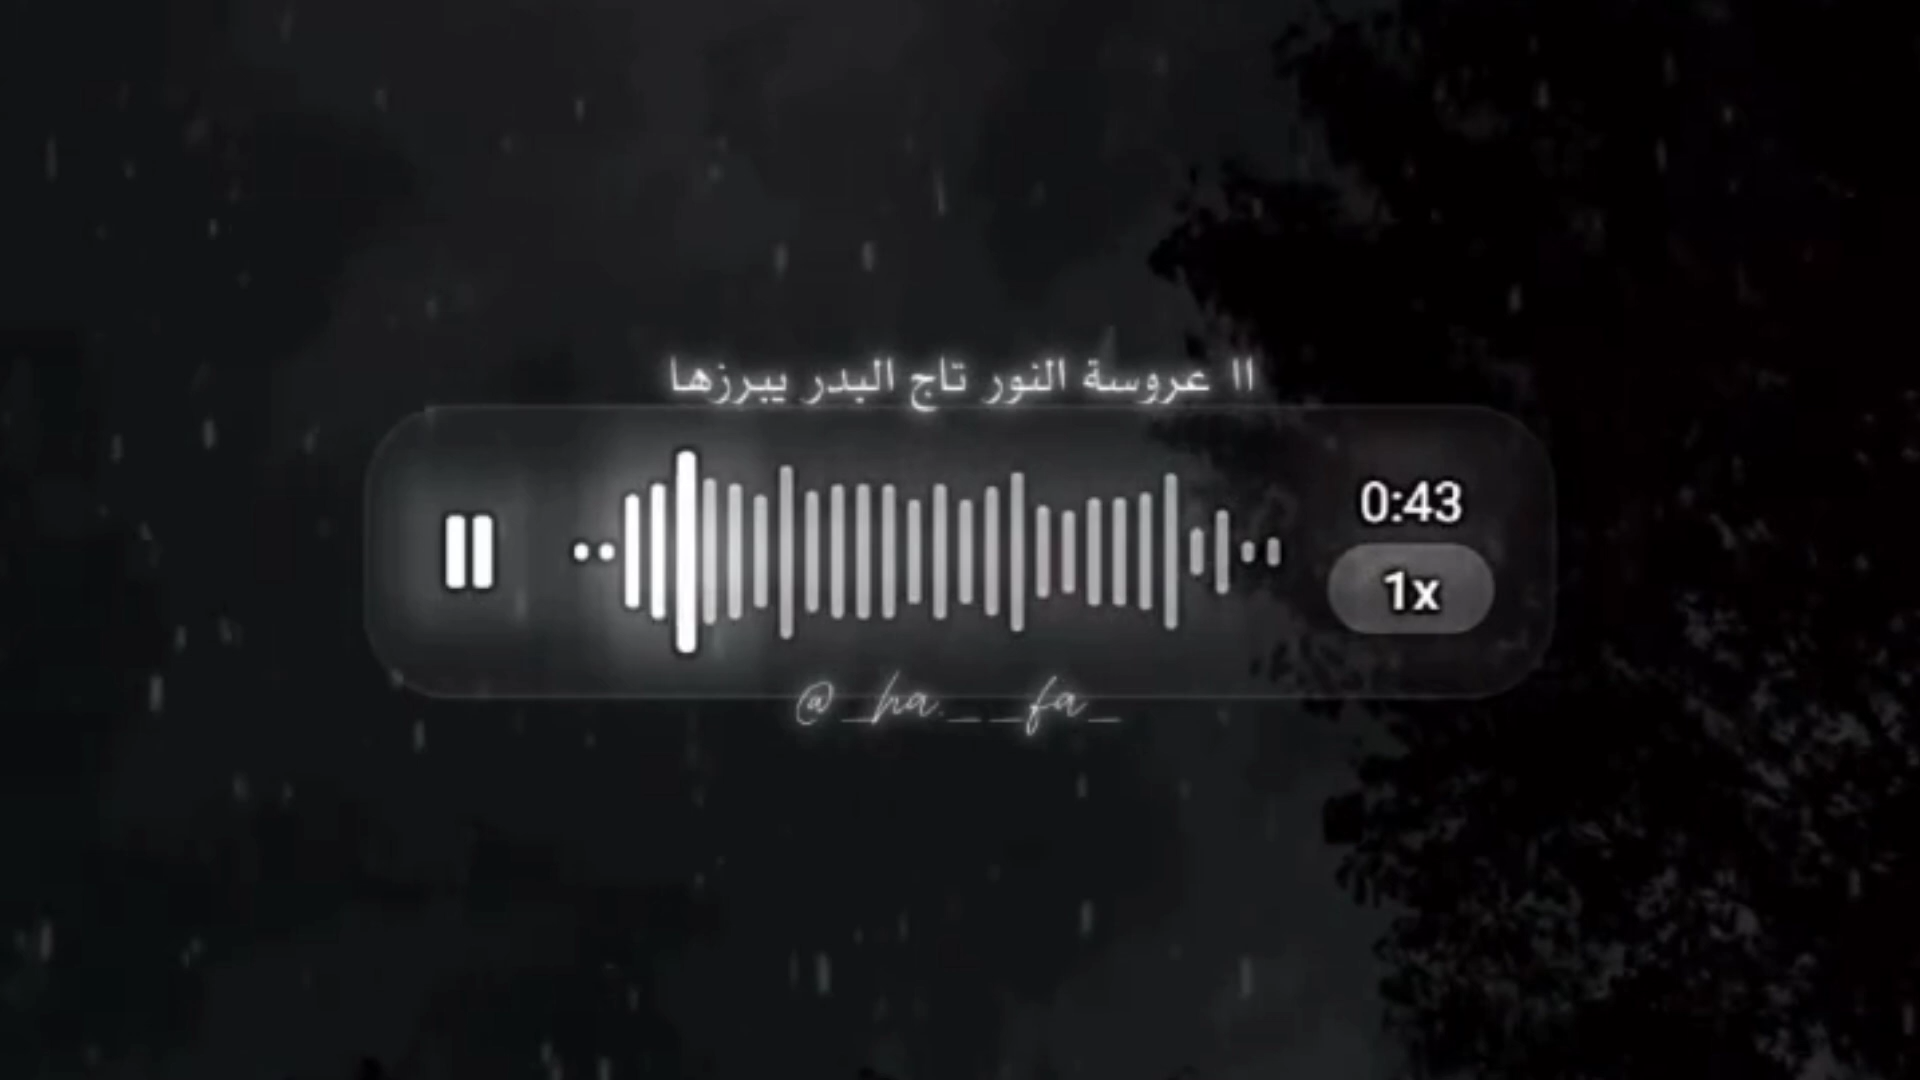 اا عروسة النور تاج البدر يبرزها
0:43
1x
@_ha.__fa_